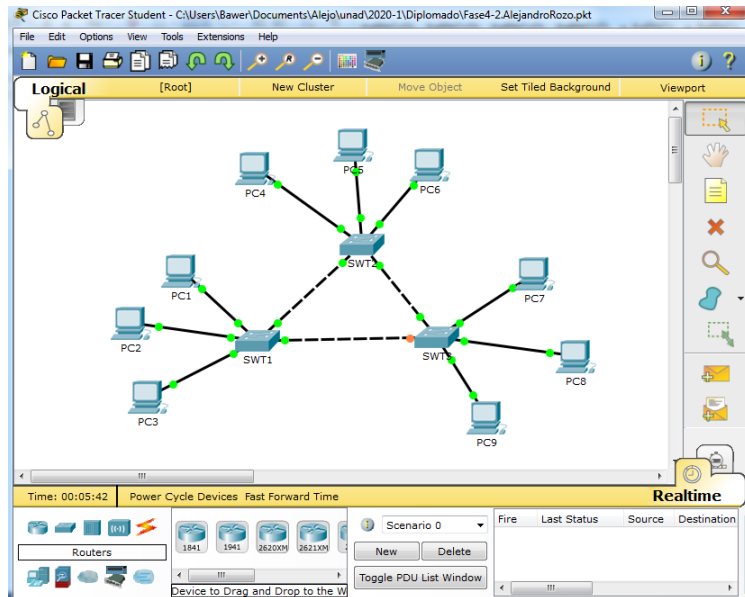 Cisco Packet Tracer Student - C:\Users\Bawer\Documents\Alejo\unad\2020-1\Diplomado\Fase4-2.AlejandroRozo.pkt
File Edit Options View Tools Extensions Help
Logical [Root] New Cluster Move Object Set Tiled Background Viewport
PC5
PC4
PC6
SWT2
PC1
PC7
PC2
SWT1
SWT3
PC8
PC3
PC9
Time: 00:05:42 Power Cycle Devices Fast Forward Time Realtime
Routers
1841 1941 2620XM 2621XM
Device to Drag and Drop to the W
Scenario 0
New Delete
Toggle PDU List Window
Fire Last Status Source Destination